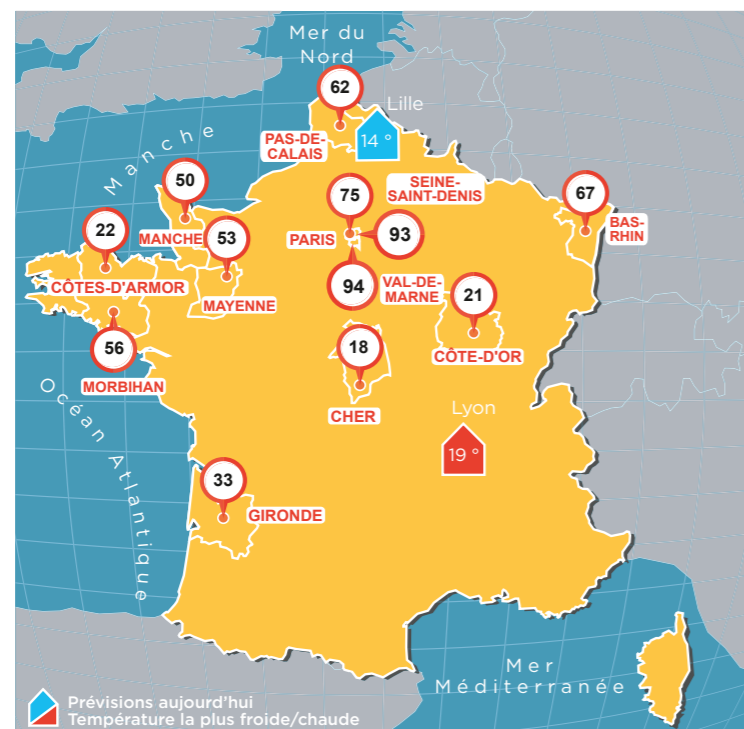 Mer du
Nord
62
Lille
14 °
PAS-DE-
CALAIS
Manche
50
MANCHE
75
PARIS
SEINE-
SAINT-DENIS
93
67
BAS-
RHIN
22
CÔTES-D'ARMOR
53
MAYENNE
94
VAL-DE-
MARNE
21
CÔTE-D'OR
56
MORBIHAN
18
CHER
Océan Atlantique
Lyon
19 °
33
GIRONDE
Mer
Méditerranée
Prévisions aujourd'hui
Température la plus froide/chaude